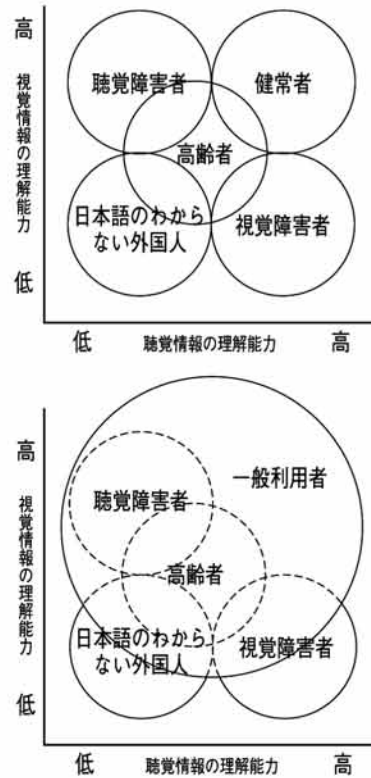 高
視覚情報の理解能力
低
聴覚障害者
健常者
高齢者
日本語のわから
ない外国人
視覚障害者
低
聴覚情報の理解能力
高
高
視覚情報の理解能力
低
一般利用者
聴覚障害者
高齢者
日本語のわから
ない外国人
視覚障害者
低
聴覚情報の理解能力
高